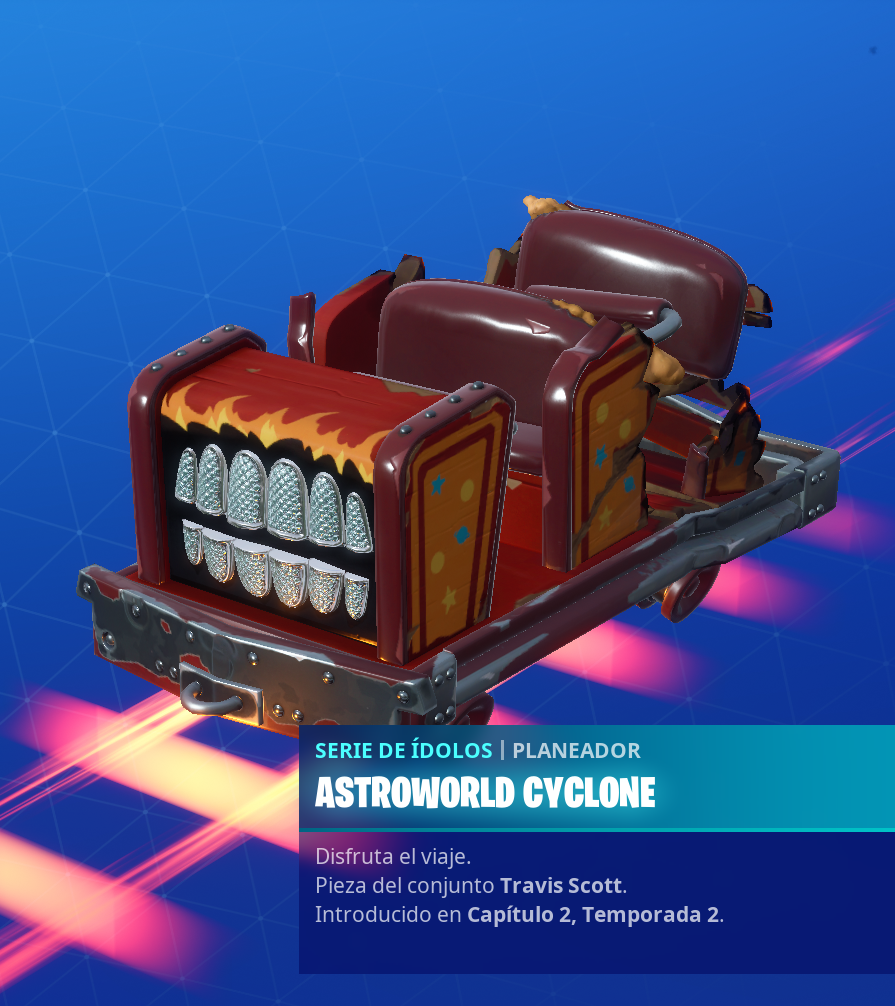 SERIE DE ÍDOLOS | PLANEADOR
ASTROWORLD CYCLONE
Disfruta el viaje.
Pieza del conjunto Travis Scott.
Introducido en Capítulo 2, Temporada 2.